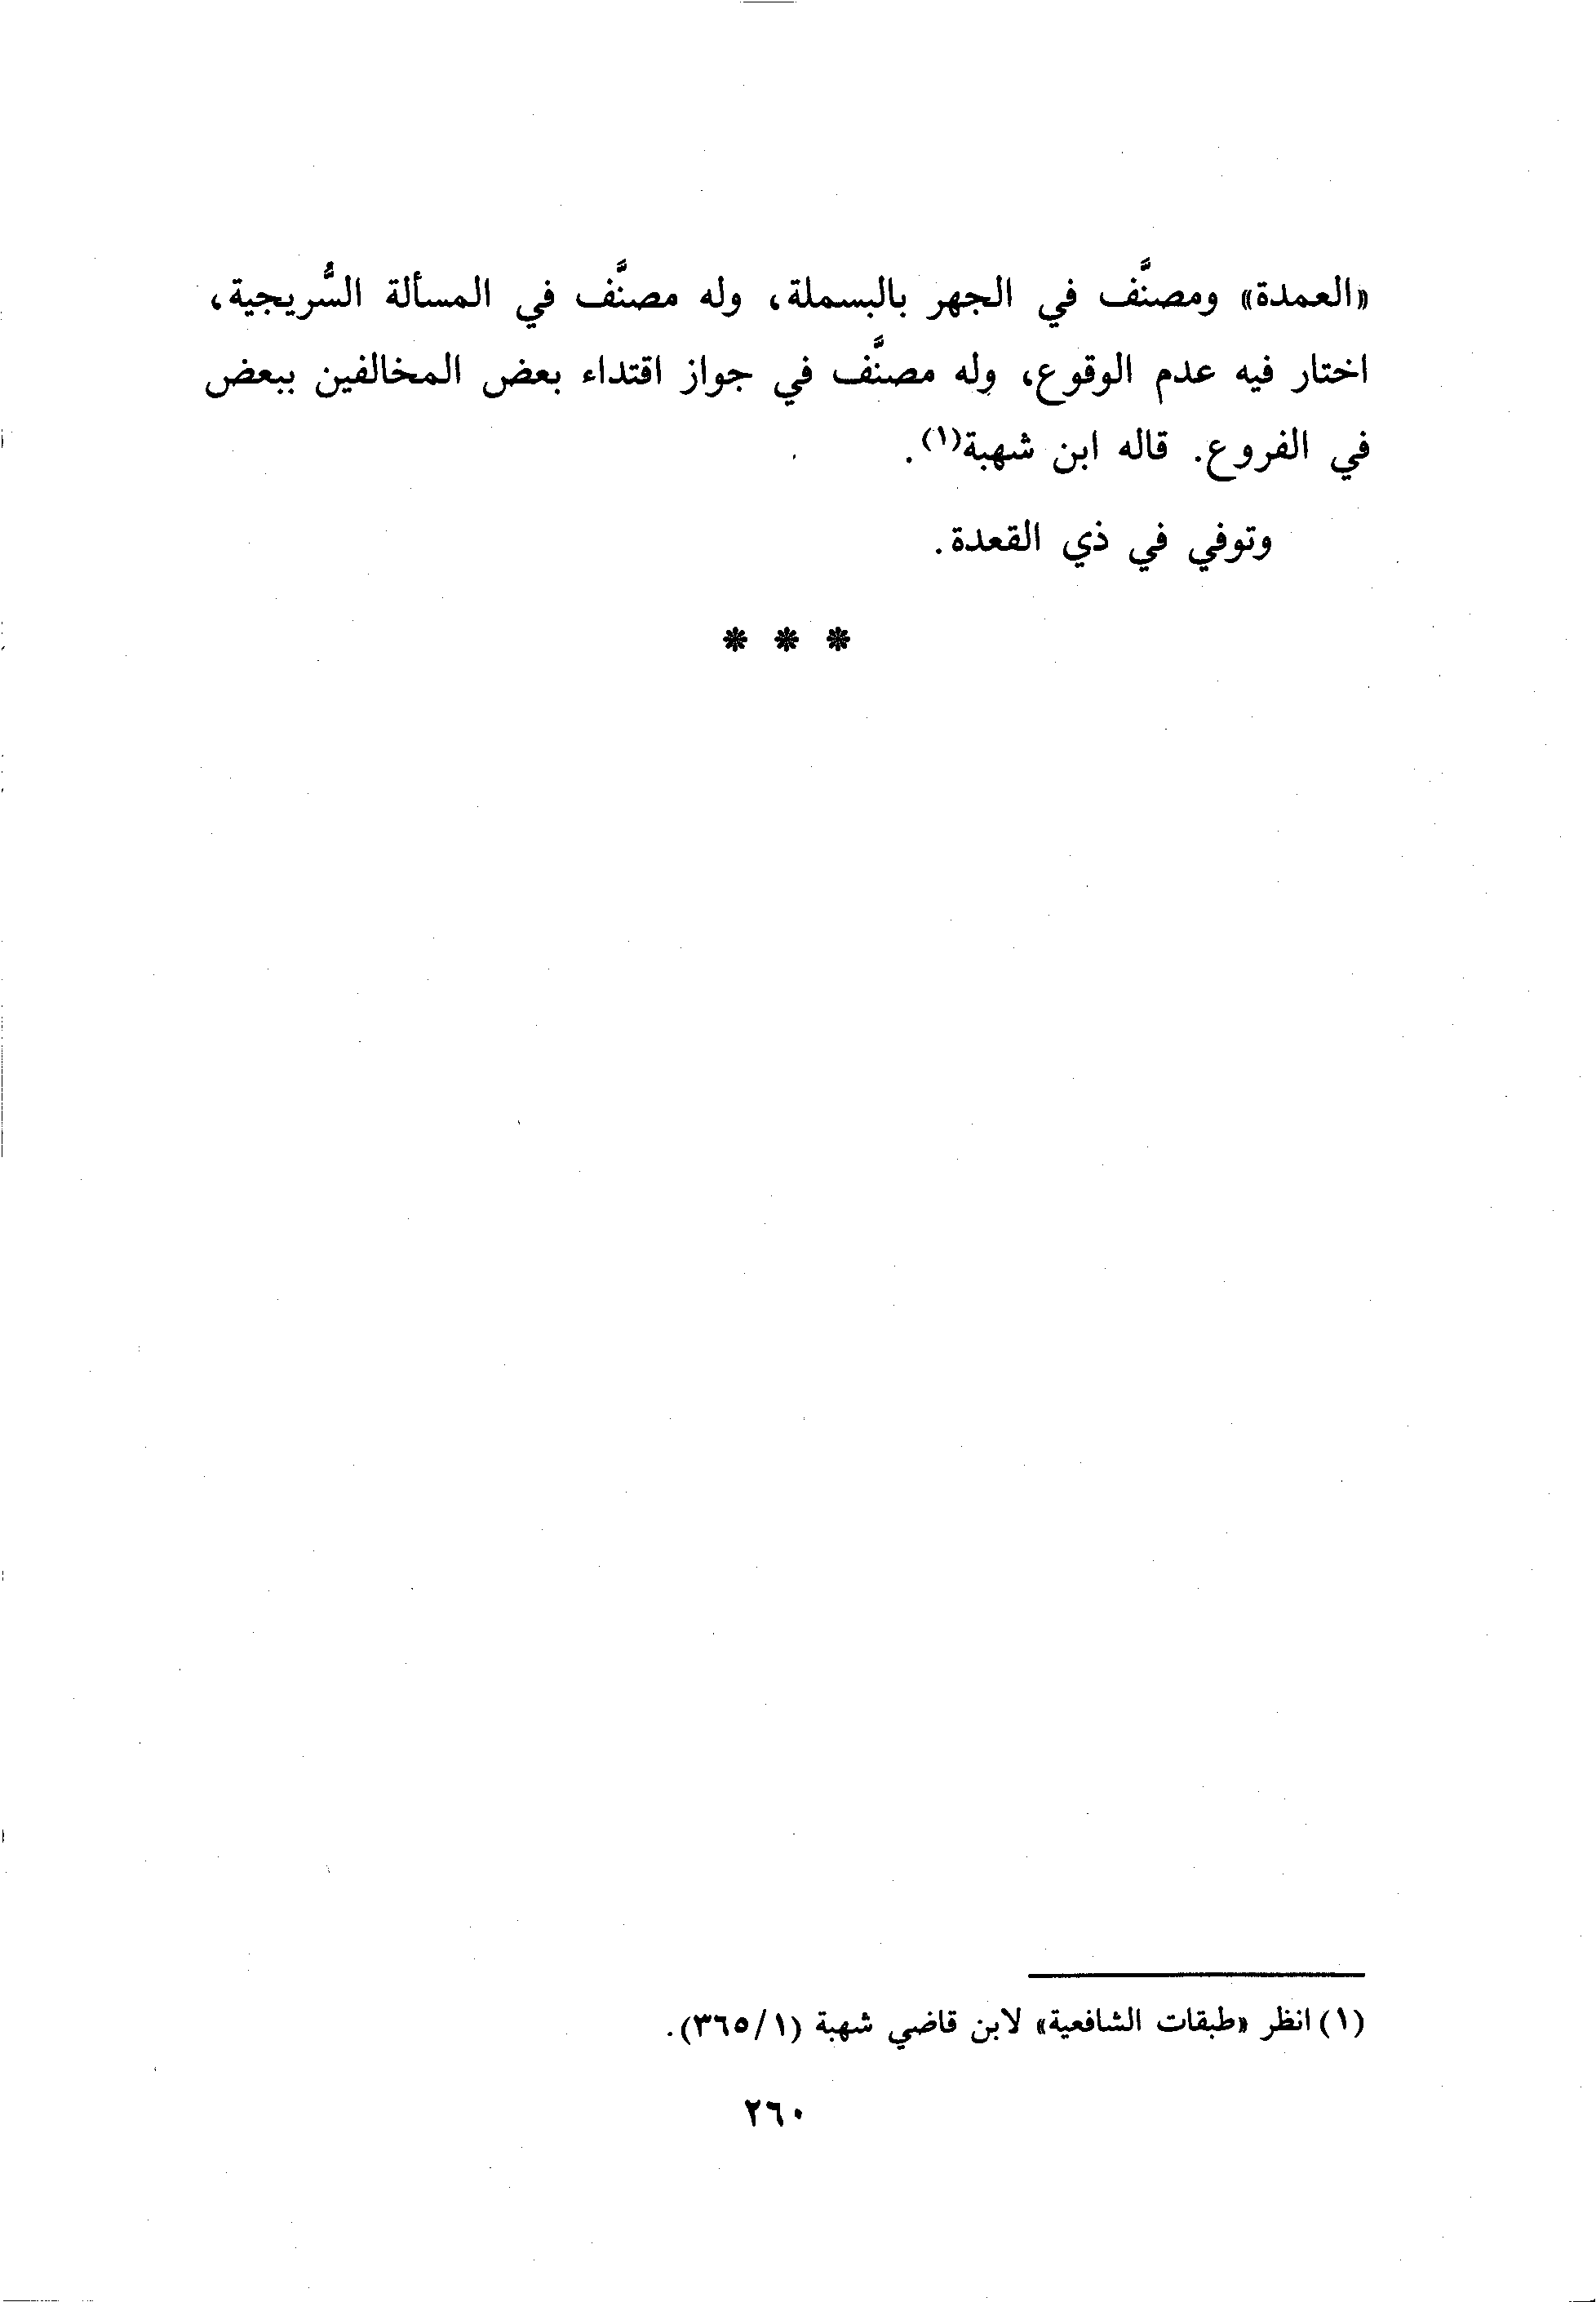 «العمدة» ومصنَّف في الجهر بالبسملة، وله مصنَّف في المسألة السُّريجية،
اختار فيه عدم الوقوع، وله مصنَّف في جواز اقتداء بعض المخالفين ببعض
في الفروع. قاله ابن شهبة(١).
وتوفي في ذي القعدة.
* * *
(١) انظر «طبقات الشافعية» لابن قاضي شهبة (١/٣٦٥).
٢٦٠